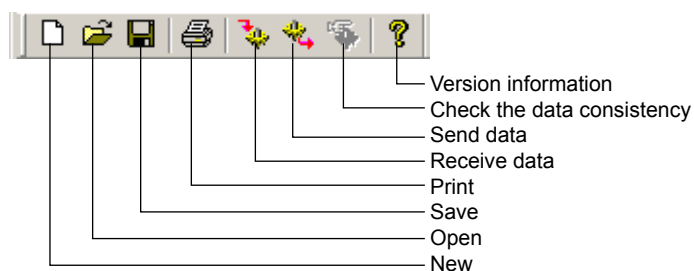 Version information
Check the data consistency
Send data
Receive data
Print
Save
Open
New